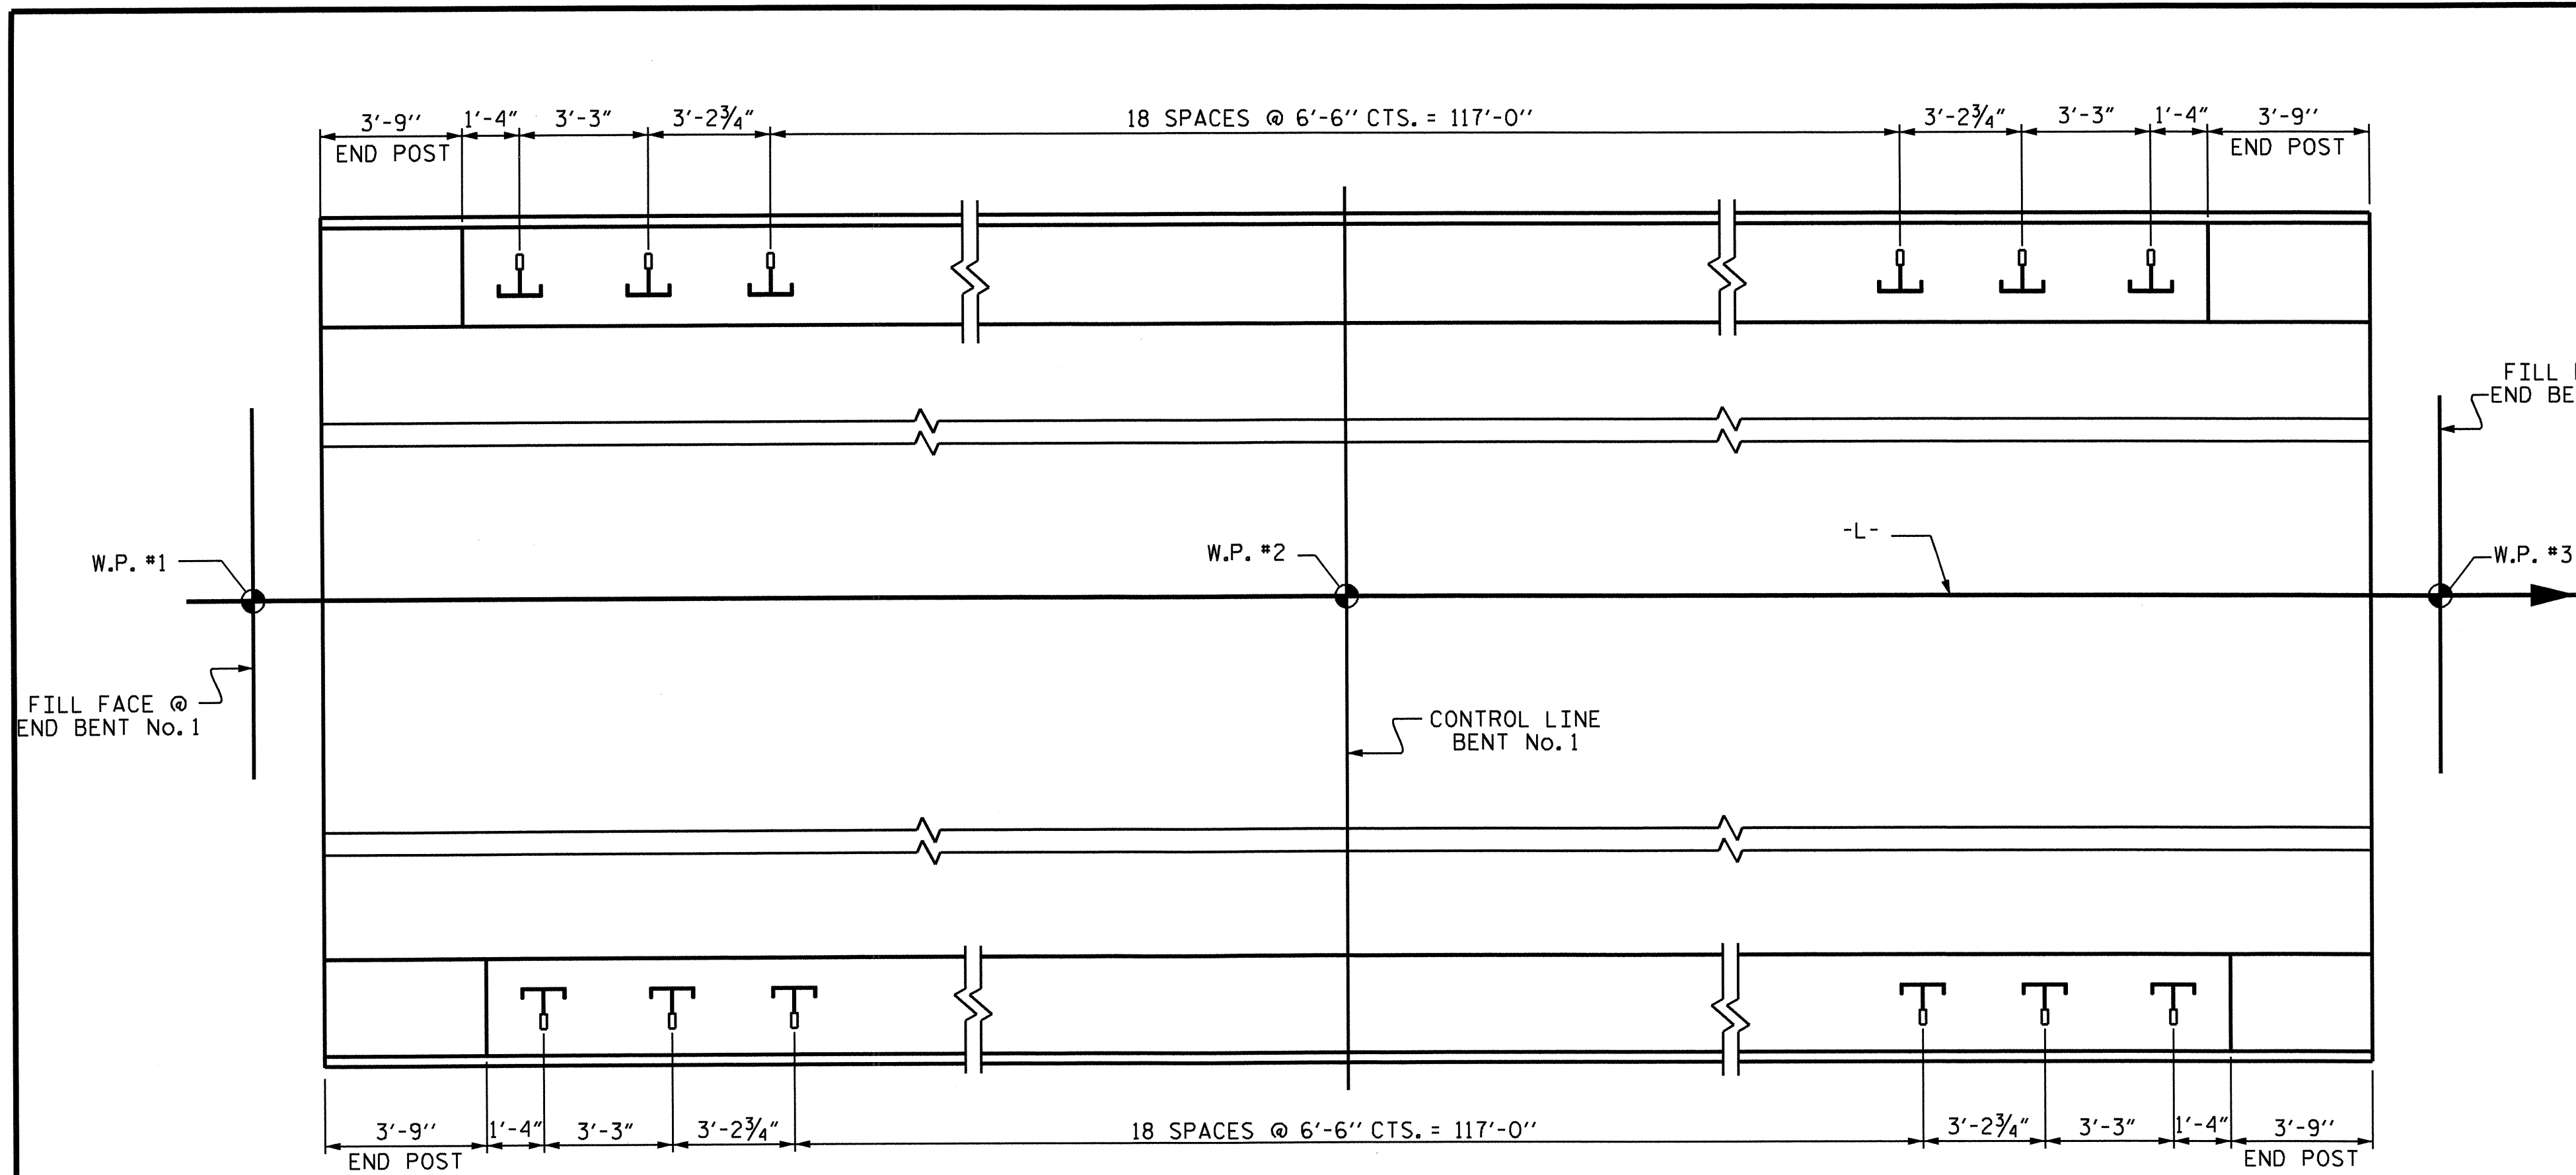 3'-9'' 1'-4" 3'-3" 3'-2¾" 18 SPACES @ 6'-6'' CTS. = 117'-0'' 3'-2¾" 3'-3" 1'-4" 3'-9''
END POST END POST
FILL
END BE
W.P. #1 W.P. #2 -L- W.P. #3
FILL FACE @
END BENT No. 1
CONTROL LINE
BENT No. 1
3'-9'' 1'-4" 3'-3" 3'-2¾" 18 SPACES @ 6'-6'' CTS. = 117'-0'' 3'-2¾" 3'-3" 1'-4" 3'-9''
END POST END POST